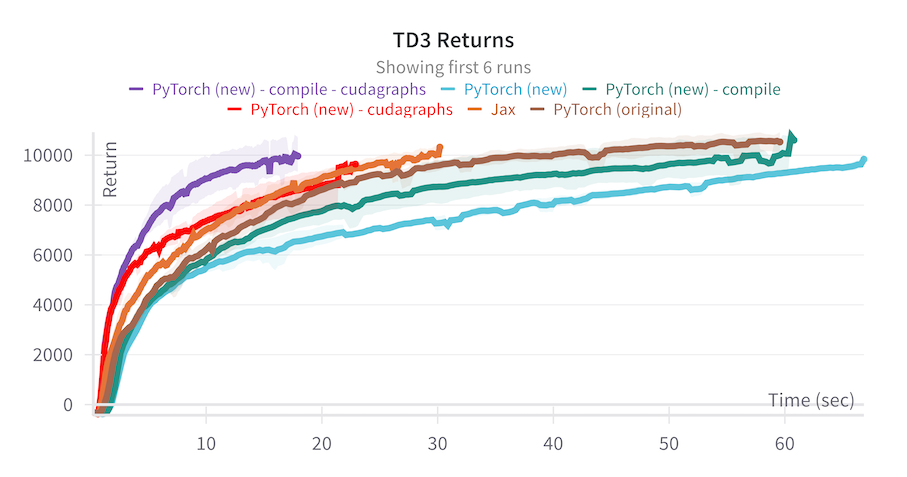 TD3 Returns
Showing first 6 runs
PyTorch (new) - compile - cudagraphs PyTorch (new) PyTorch (new) - compile
PyTorch (new) - cudagraphs Jax PyTorch (original)
Return
10000
8000
6000
4000
2000
0
Time (sec)
10 20 30 40 50 60